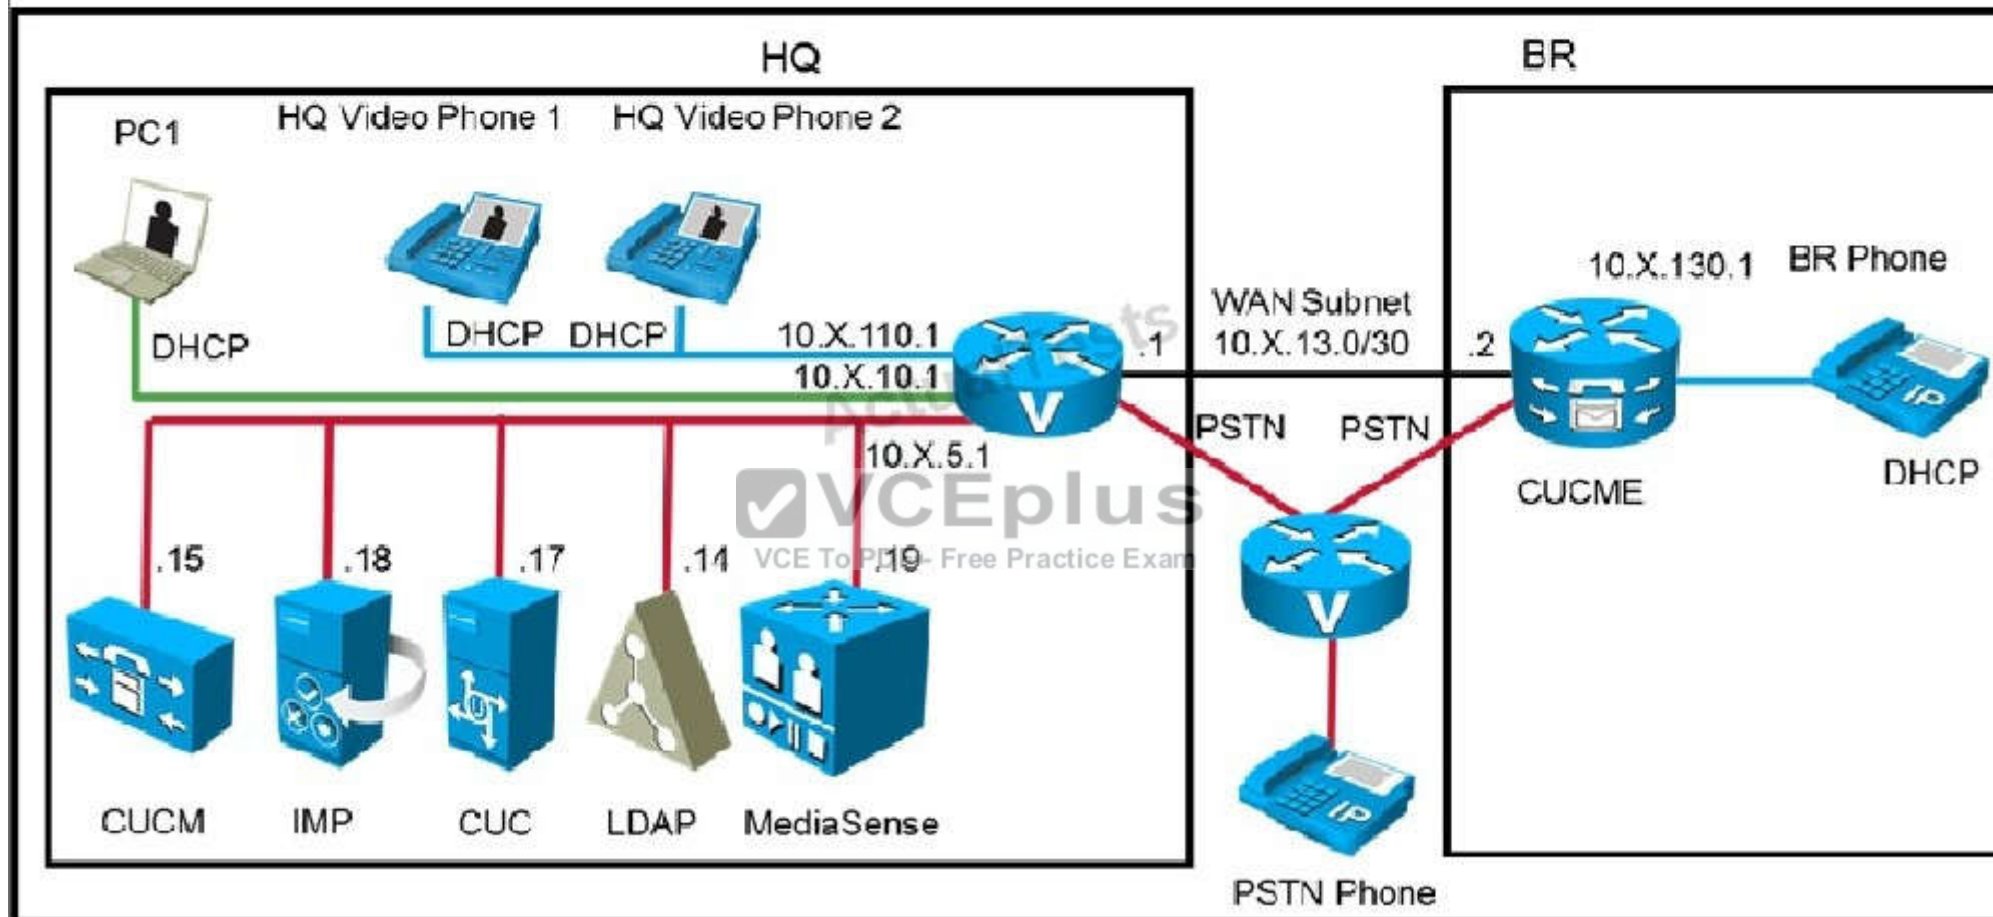 HQ
BR
PC1
HQ Video Phone 1
HQ Video Phone 2
DHCP
DHCP
DHCP
10.X.110.1
10.X.10.1
V
.1
WAN Subnet
10.X.13.0/30
.2
10.X.130.1
BR Phone
IP
DHCP
CUCME
PSTN
PSTN
10.X.5.1
VCEplus
VCE To PDF - Free Practice Exam
.15
.18
.17
.14
.19
U
V
IP
CUCM
IMP
CUC
LDAP
MediaSense
PSTN Phone